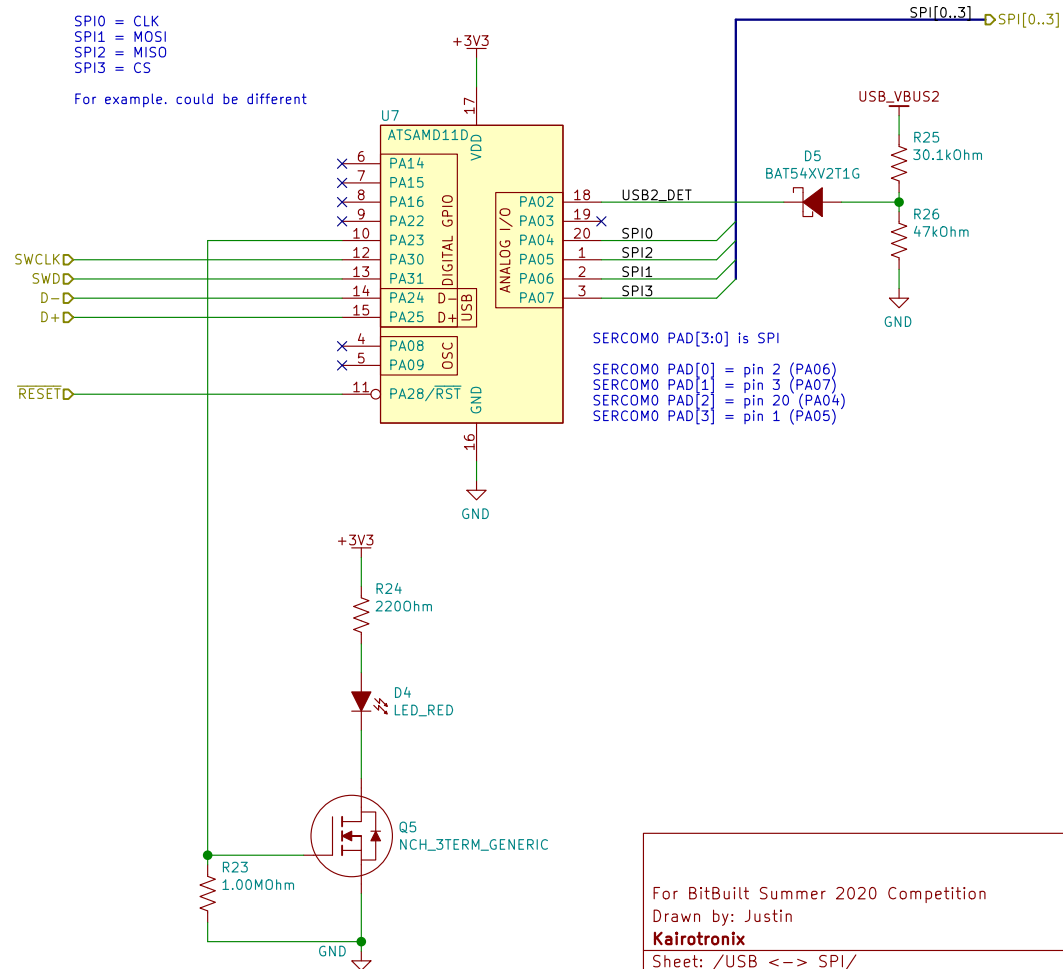 SPI0 = CLK
SPI1 = MOSI
SPI2 = MISO
SPI3 = CS
For example. could be different
SPI[0..3]
SPI[0..3]
+3V3
17
U7
ATSAMD11D
VDD
6 PA14
7 PA15
8 PA16
9 PA22
10 PA23
12 PA30
13 PA31
14 PA24 D-
15 PA25 D+
4 PA08
5 PA09
11 PA28/RST
DIGITAL GPIO
USB
OSC
GND
16
GND
SWCLK
SWD
D-
D+
RESET
ANALOG I/O
PA02 18 USB2_DET
PA03 19
PA04 20 SPI0
PA05 1 SPI2
PA06 2 SPI1
PA07 3 SPI3
D5
BAT54XV2T1G
USB_VBUS2
R25
30.1kOhm
R26
47kOhm
GND
SERCOM0 PAD[3:0] is SPI
SERCOM0 PAD[0] = pin 2 (PA06)
SERCOM0 PAD[1] = pin 3 (PA07)
SERCOM0 PAD[2] = pin 20 (PA04)
SERCOM0 PAD[3] = pin 1 (PA05)
+3V3
R24
220Ohm
D4
LED_RED
Q5
NCH_3TERM_GENERIC
R23
1.00MOhm
GND
For BitBuilt Summer 2020 Competition
Drawn by: Justin
Kairotronix
Sheet: /USB <-> SPI/